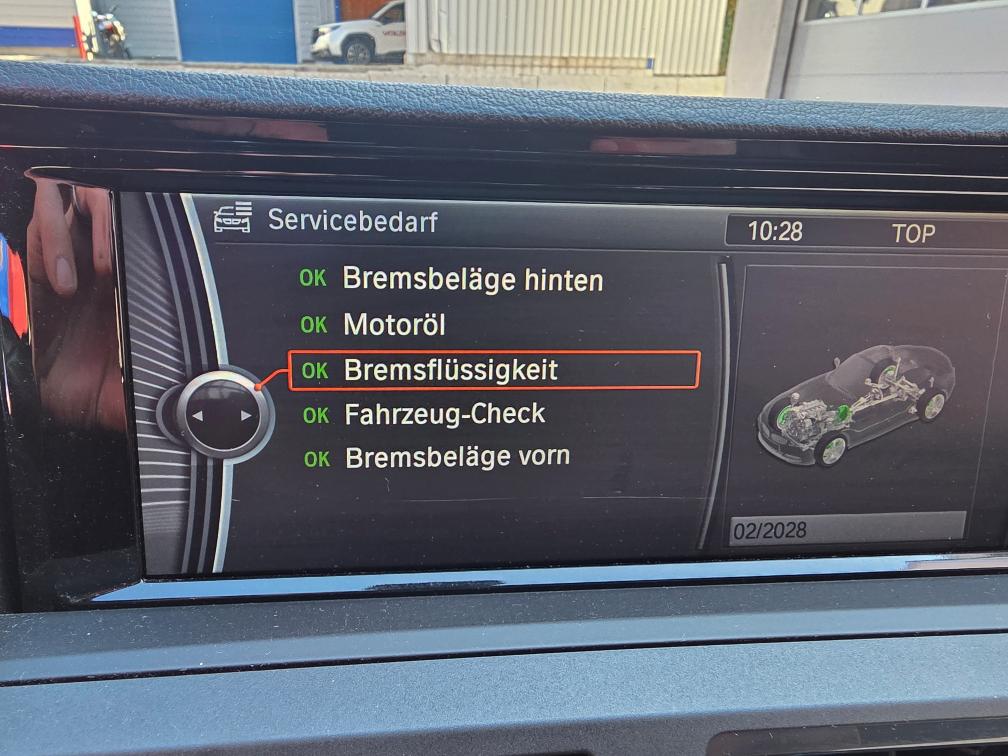 Servicebedarf
10:28
TOP
OK Bremsbeläge hinten
OK Motoröl
OK Bremsflüssigkeit
OK Fahrzeug-Check
OK Bremsbeläge vorn
02/2028